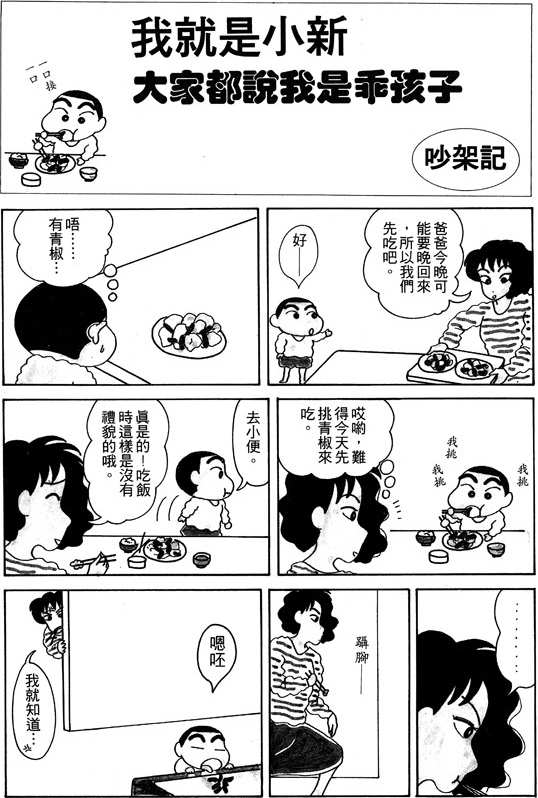 我就是小新
大家都說我是乖孩子
吵架記
一口
一口
接
爸爸今晚可
能要晚回來
，所以我們
先吃吧。
好——
唔……
有青椒…
我挑
我挑
我挑
哎喲，難
得今天先
挑青椒來
吃。
去小便。
真是的！吃飯
時這樣是沒有
禮貌的哦。
………
躡腳——
嗯呸
我就知道…